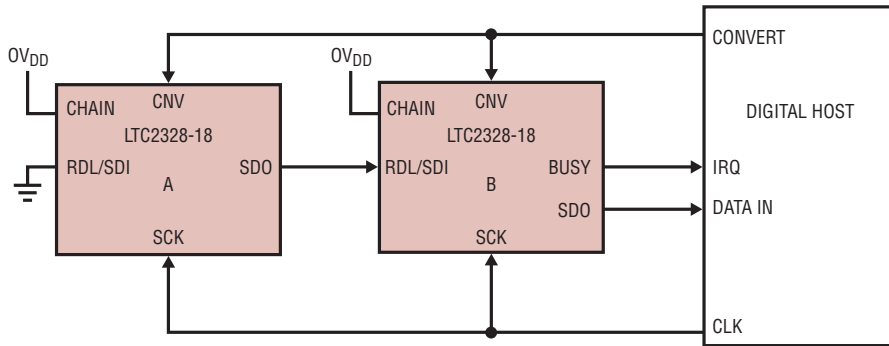 CONVERT
OVDD
OVDD
CHAIN
CNV
LTC2328-18
RDL/SDI
SDO
A
SCK
CHAIN
CNV
LTC2328-18
RDL/SDI
BUSY
B
SDO
SCK
DIGITAL HOST
IRQ
DATA IN
CLK